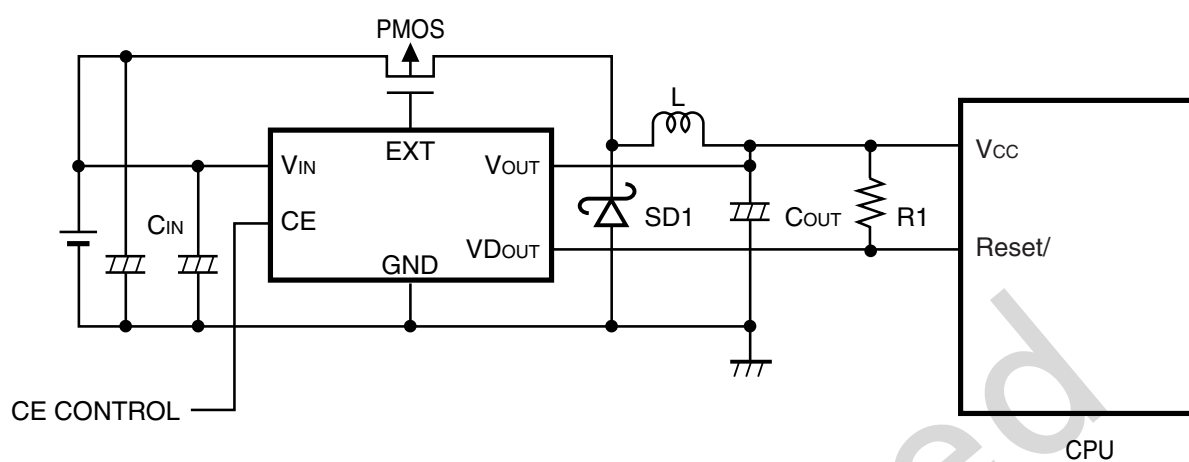 PMOS
L
EXT
VIN
VOUT
VCC
CIN
CE
SD1
COUT
R1
VDOUT
Reset/
GND
CE CONTROL
CPU